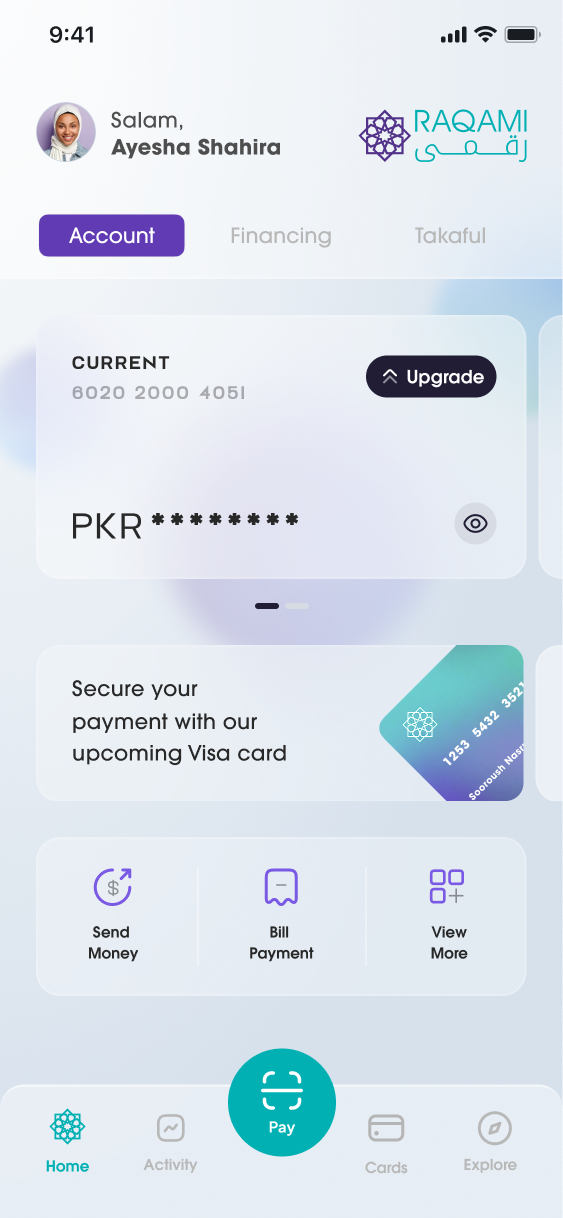 9:41
Salam,
Ayesha Shahira
RAQAMI
رقمی
Account
Financing
Takaful
CURRENT
6020 2000 4051
Upgrade
PKR ********
Secure your
payment with our
upcoming Visa card
1253 5432 3521
Sooroush
Send
Money
Bill
Payment
View
More
Pay
Home
Activity
Cards
Explore